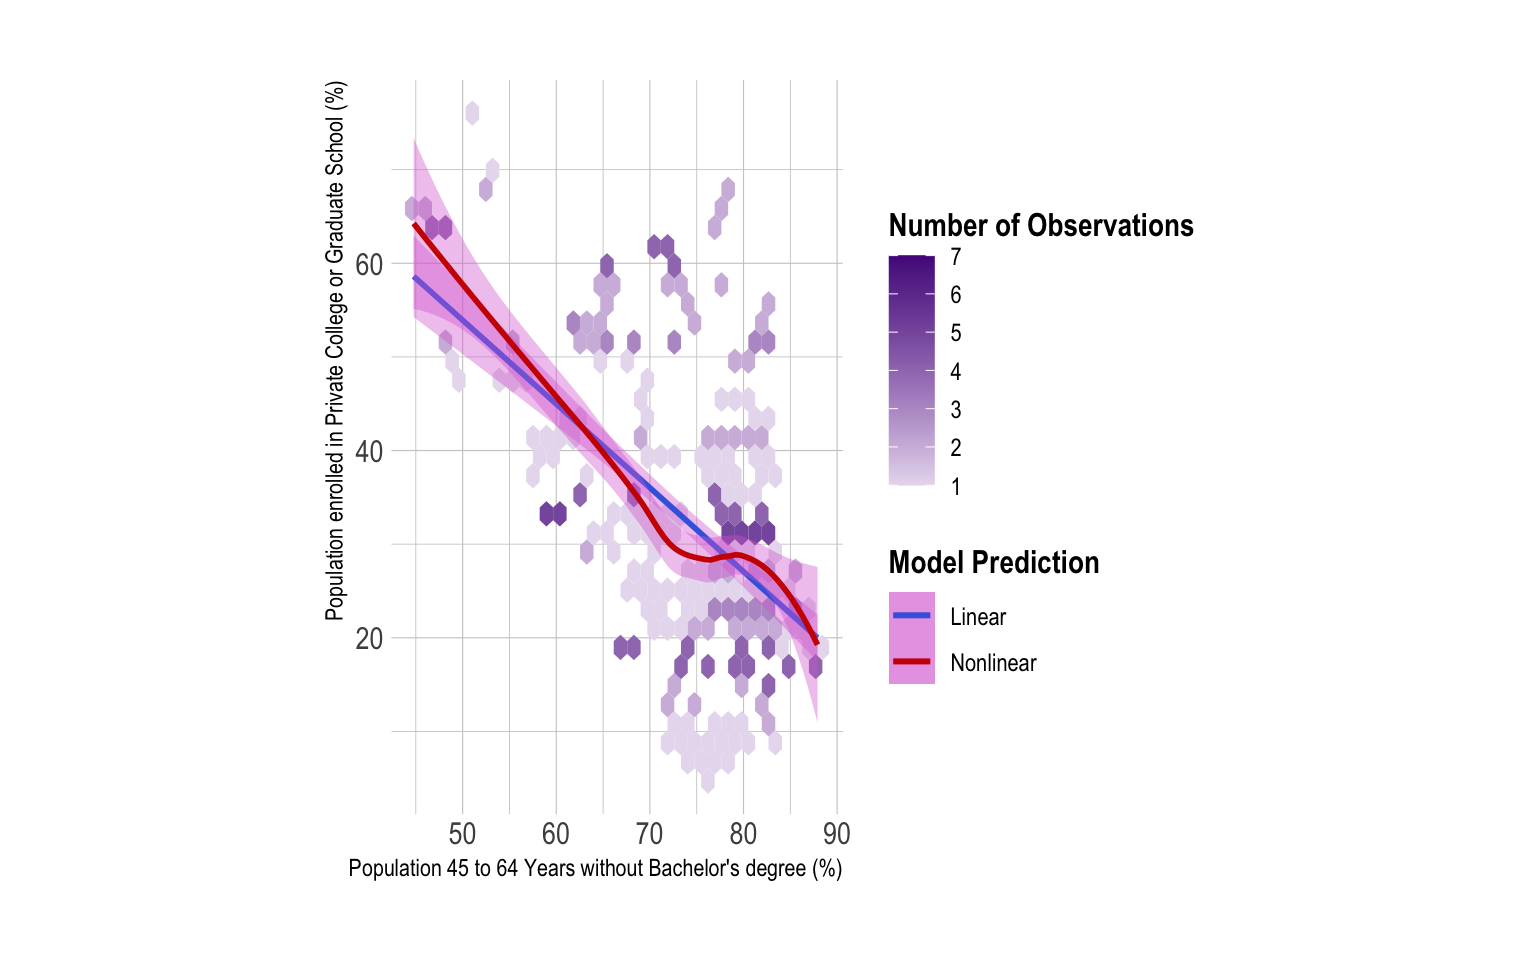 Population enrolled in Private College or Graduate School (%)
60
40
20
50 60 70 80 90
Population 45 to 64 Years without Bachelor's degree (%)
Number of Observations
7
6
5
4
3
2
1
Model Prediction
Linear
Nonlinear